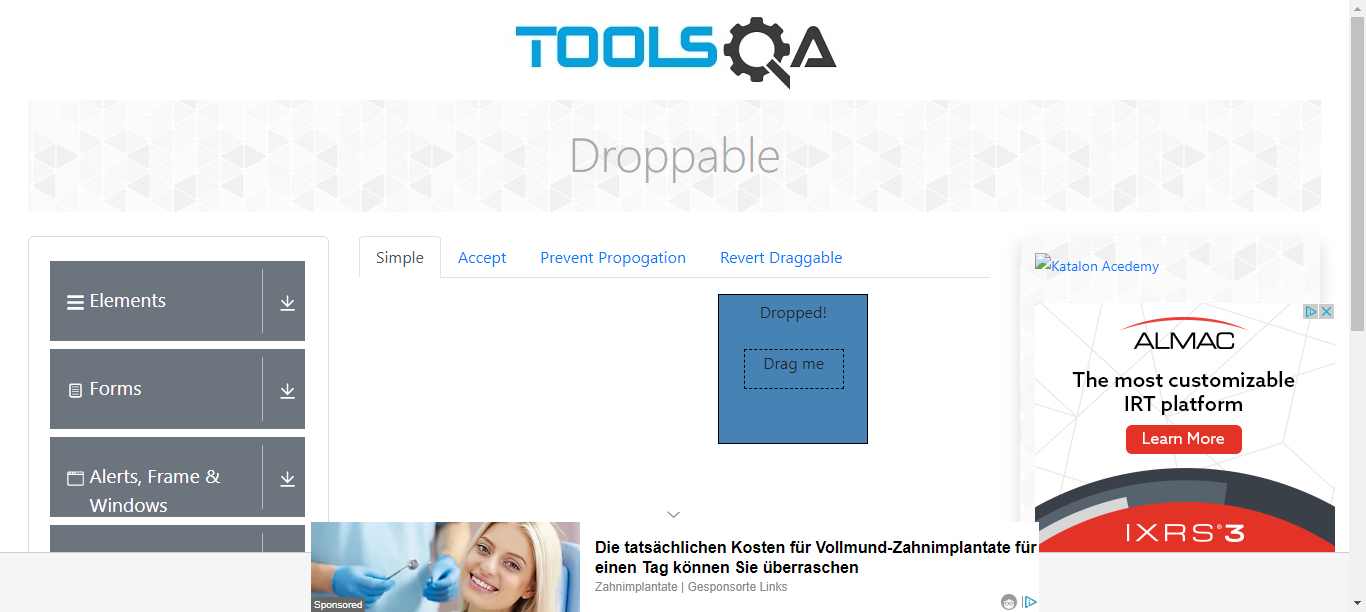 TOOLSQA
Droppable
Elements
Forms
Alerts, Frame &
Windows
Simple
Accept
Prevent Propogation
Revert Draggable
Dropped!
Drag me
Katalon Acedemy
ALMAC
The most customizable
IRT platform
Learn More
IXRS®3
Sponsored
Die tatsächlichen Kosten für Vollmund-Zahnimplantate für
einen Tag können Sie überraschen
Zahnimplantate | Gesponsorte Links